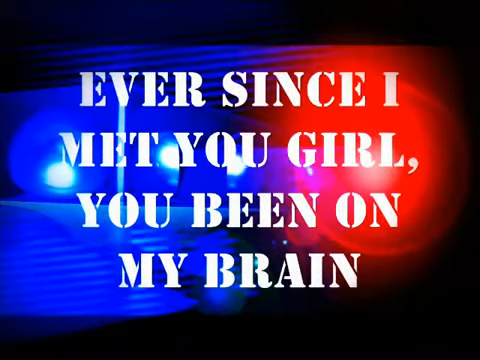 EVER SINCE I
MET YOU GIRL,
YOU BEEN ON
MY BRAIN